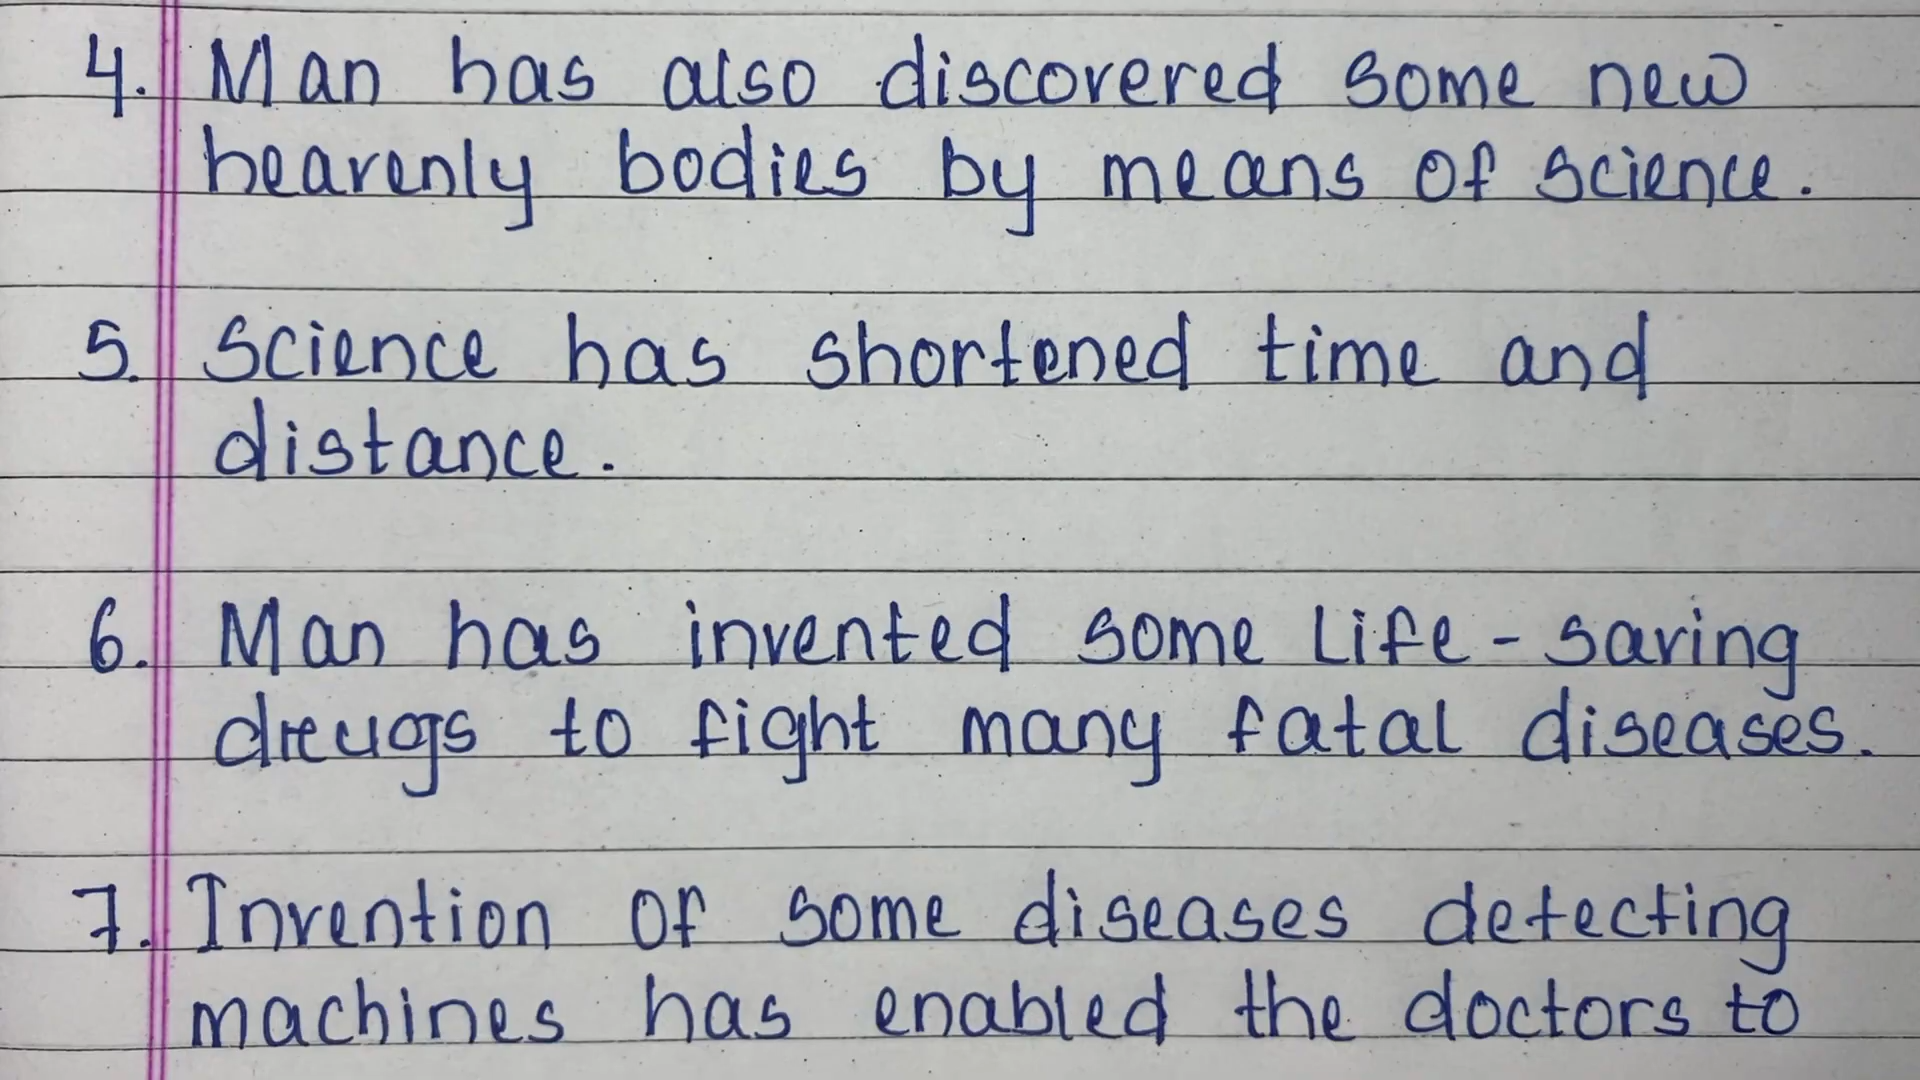 4. Man has also discovered some new
heavenly bodies by means of science.
5. Science has shortened time and
distance.
6. Man has invented some Life-saving
drugs to fight many fatal diseases.
7. Invention of some diseases detecting
machines has enabled the doctors to